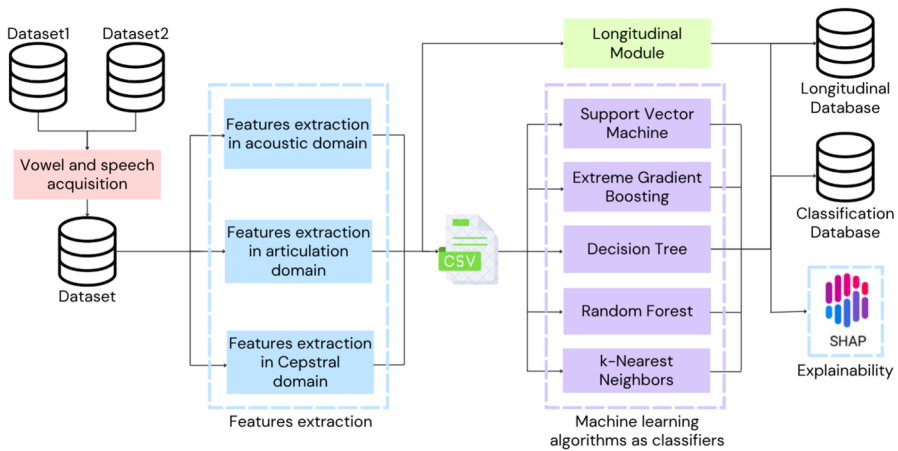 Dataset1
Dataset2
Vowel and speech
acquisition
Dataset
Features extraction
in acoustic domain
Features extraction
in articulation
domain
Features extraction
in Cepstral
domain
Features extraction
CSV
Longitudinal
Module
Support Vector
Machine
Extreme Gradient
Boosting
Decision Tree
Random Forest
k-Nearest
Neighbors
Machine learning
algorithms as classifiers
Longitudinal
Database
Classification
Database
SHAP
Explainability